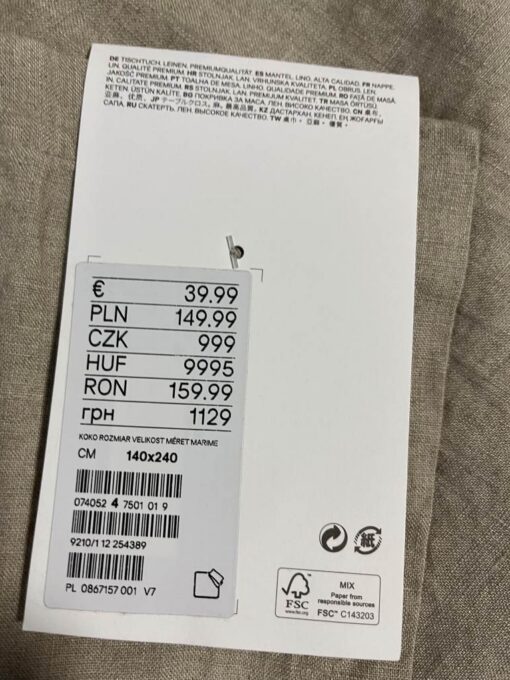 DE TISCHTUCH, LEINEN, PREMIUMQUALITÄT. ES MANTEL, LINO, ALTA CALIDAD. FR NAPPE,
LIN, QUALITÉ PREMIUM. HR STOLNJAK, LAN, VRHUNSKA KVALITETA. PL OBRUS, LEN,
JAKOŚĆ PREMIUM. PT TOALHA DE MESA, LINHO, QUALIDADE PREMIUM. RO FAȚĂ DE MASĂ,
IN, CALITATE PREMIUM. RS STOLNJAK, LAN, PREMIUM KVALITET. TR MASA ÖRTÜSÜ,
KETEN, ÜSTÜN KALİTE. BG ПОКРИВКА ЗА МАСА, ЛЕН, ВИСОКО КАЧЕСТВО. CN 桌布,
亚麻, 优质。 JP テーブルクロス, 麻, 最高品質. KZ ДАСТАРХАН, КЕНЕП, ЕҢ ЖОҒАРҒЫ
САПА. RU СКАТЕРТЬ, ЛЕН, ВЫСОКОЕ КАЧЕСТВО. TW 桌巾, 亞麻, 優質。
€ 39.99
PLN 149.99
CZK 999
HUF 9995
RON 159.99
грн 1129
KOKO ROZMIAR VELIKOST MÉRET MARIME
CM 140x240
074052 4 7501 01 9
9210/1 12 254389
PL 0867157 001 V7
紙
FSC
www.fsc.org
MIX
Paper from
responsible sources
FSC™ C143203